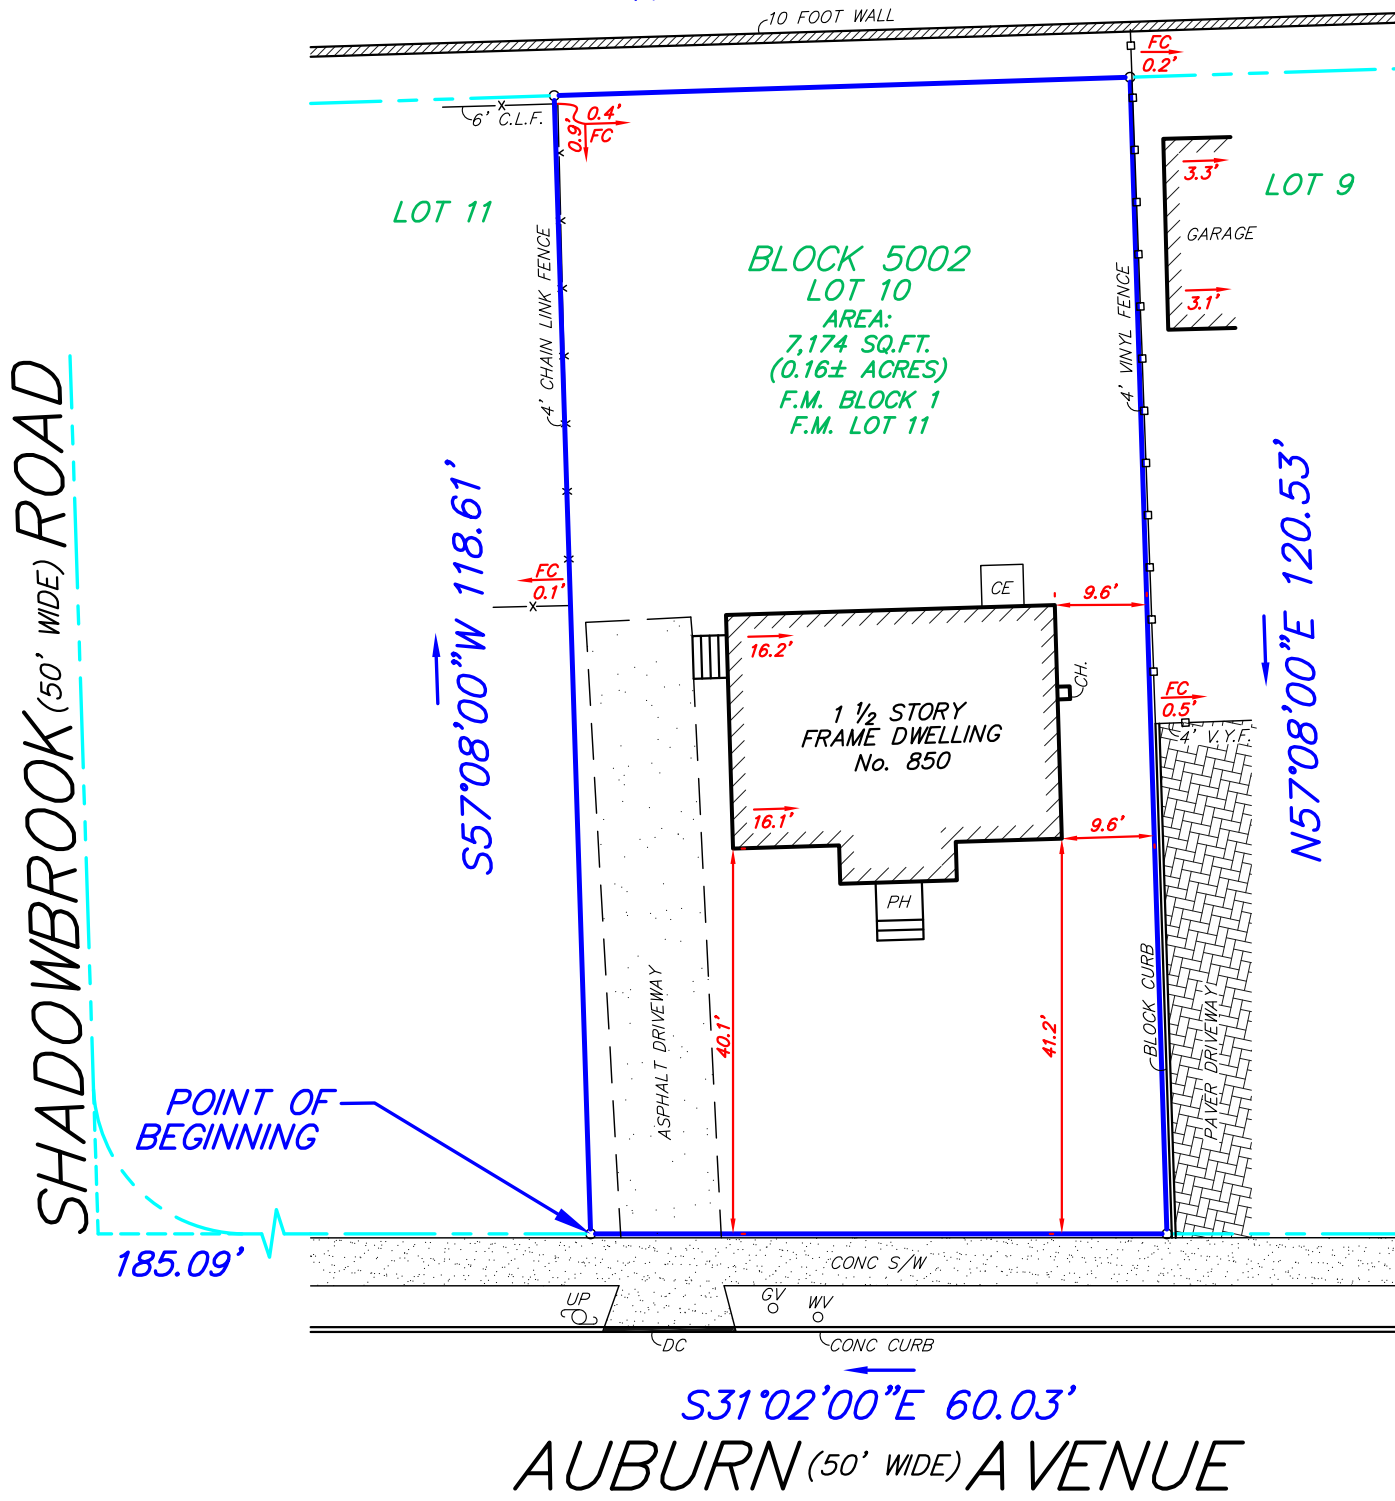 10 FOOT WALL
FC
0.2'
6' C.L.F.
0.4'
0.9'
FC
3.3'
LOT 9
LOT 11
GARAGE
3.1'
BLOCK 5002
LOT 10
AREA:
7,174 SQ.FT.
(0.16± ACRES)
F.M. BLOCK 1
F.M. LOT 11
4' CHAIN LINK FENCE
4' VINYL FENCE
SHADOWBROOK (50' WIDE) ROAD
S57°08'00"W 118.61'
N57°08'00"E 120.53'
FC
0.1'
CE
9.6'
16.2'
CH.
FC
0.5'
4' V.Y.F.
1 ½ STORY
FRAME DWELLING
No. 850
16.1'
9.6'
PH
40.1'
41.2'
ASPHALT DRIVEWAY
BLOCK CURB
PAVER DRIVEWAY
POINT OF
BEGINNING
185.09'
CONC S/W
UP
GV
WV
DC
CONC CURB
S31°02'00"E 60.03'
AUBURN (50' WIDE) AVENUE